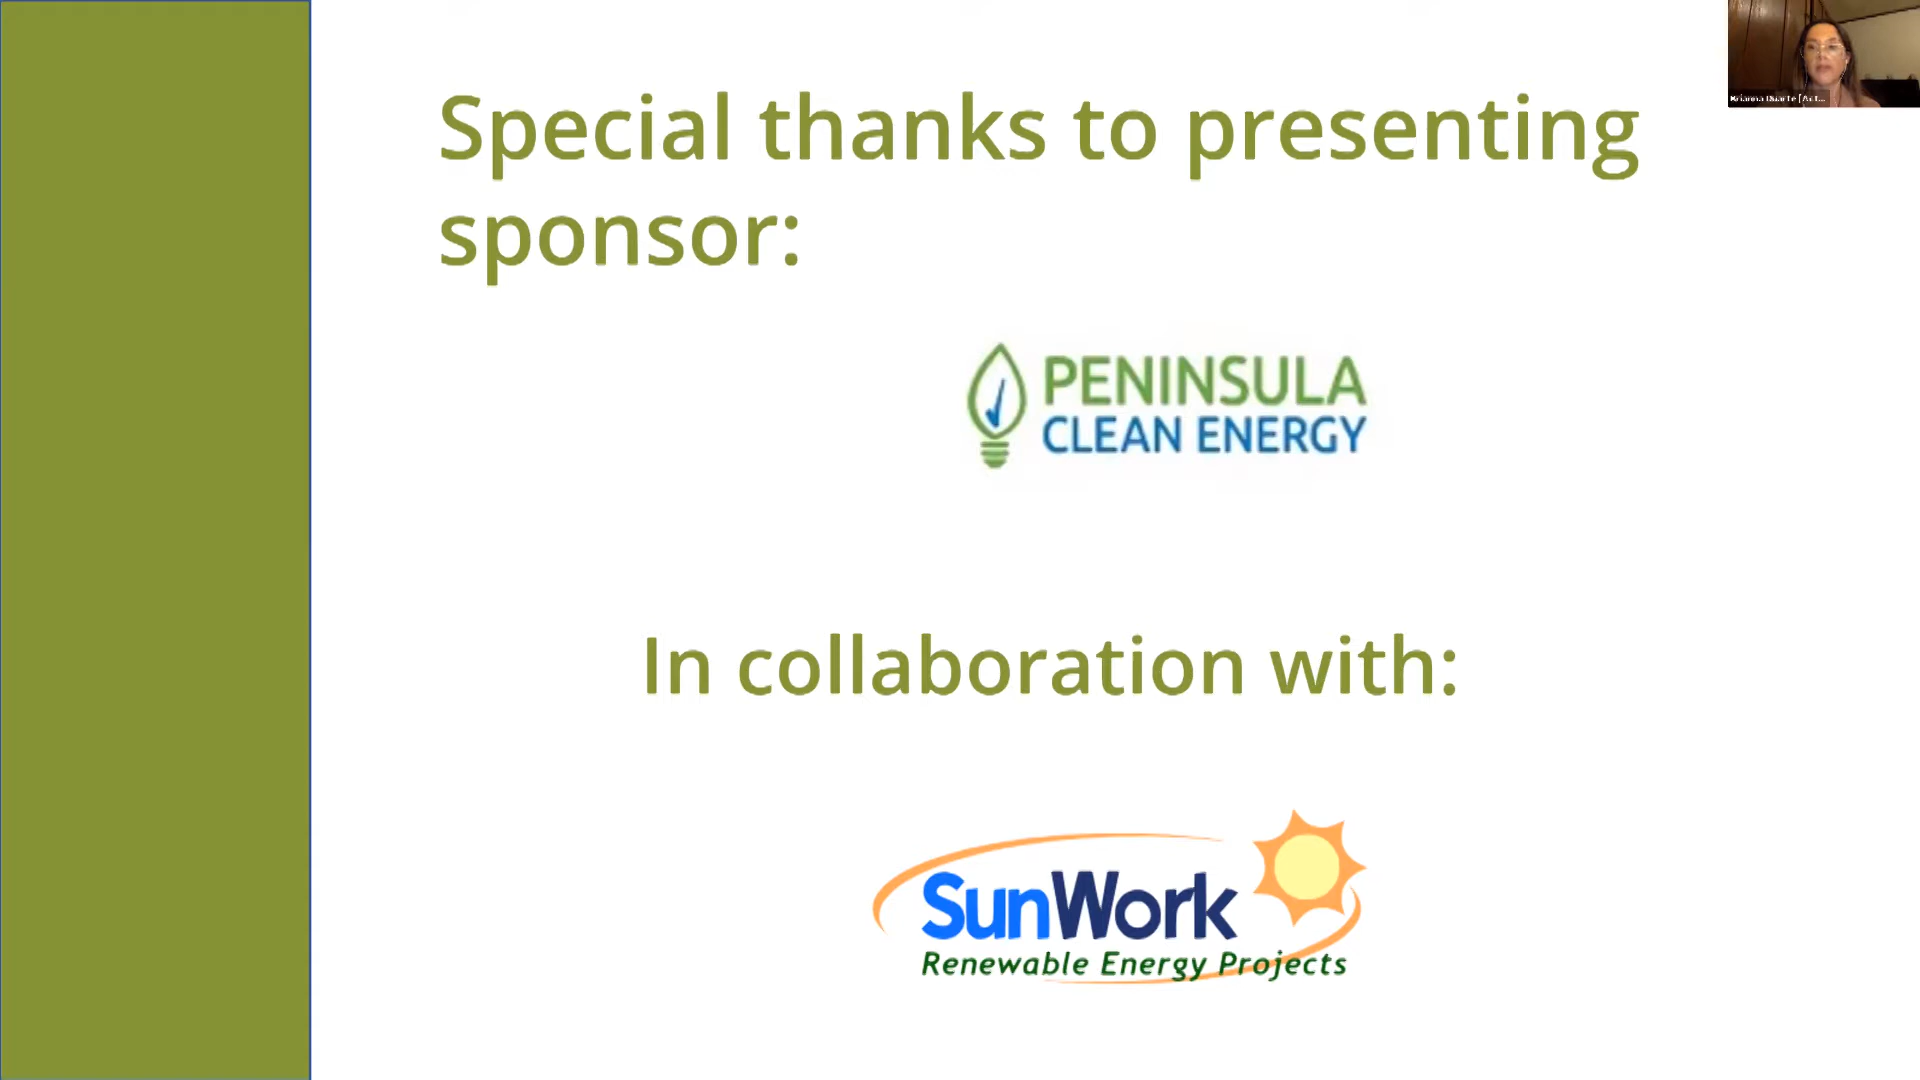 Special thanks to presenting
sponsor:
PENINSULA
CLEAN ENERGY
In collaboration with:
SunWork
Renewable Energy Projects